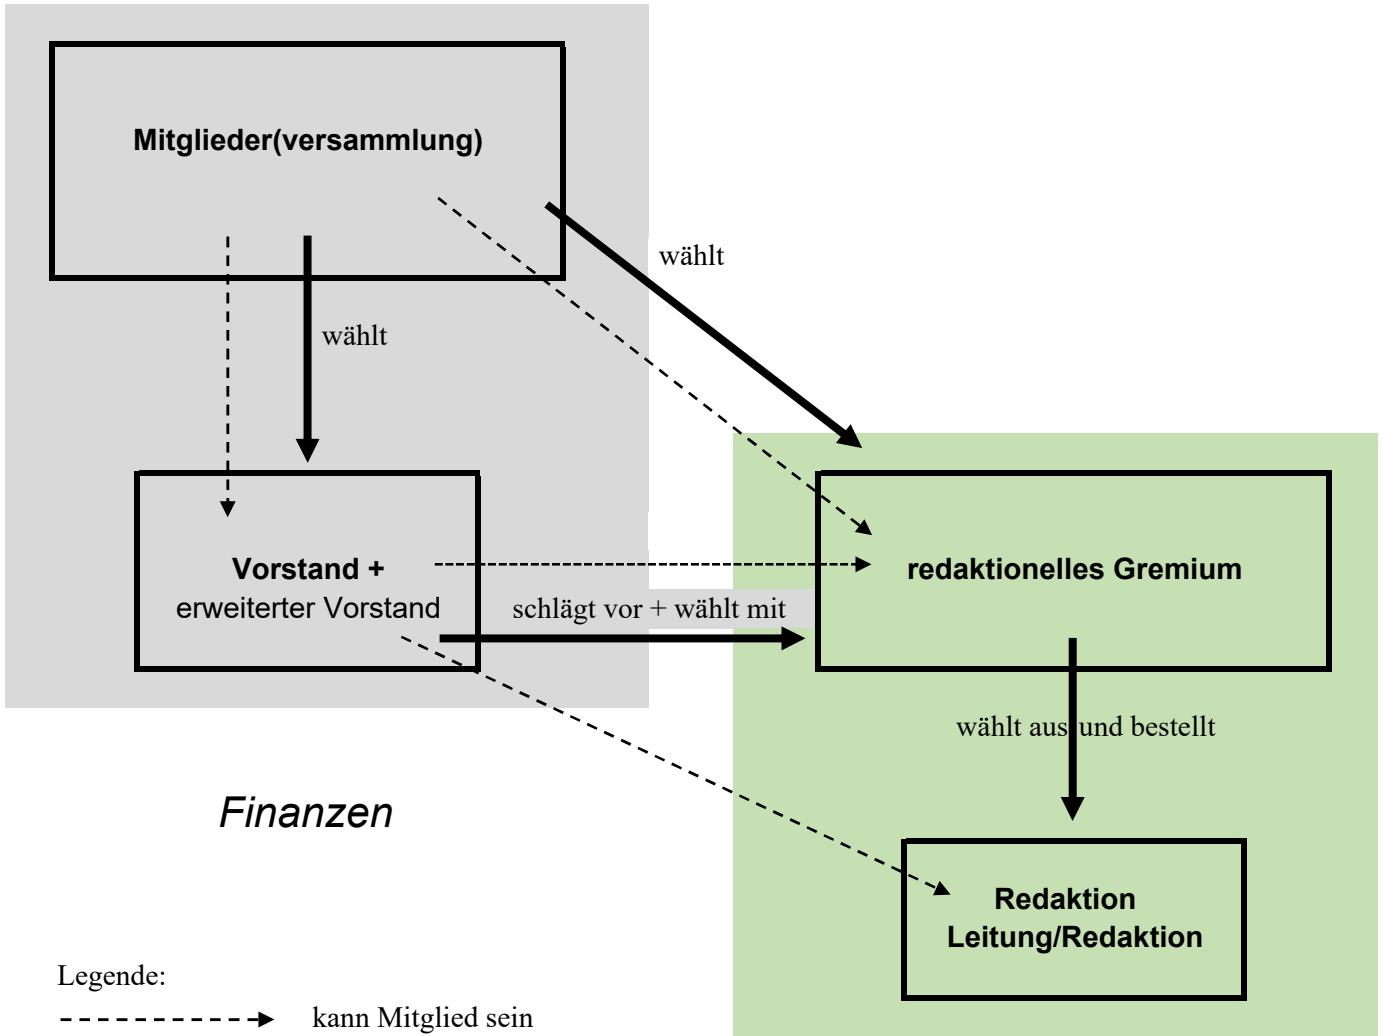 Mitglieder(versammlung)
wählt
wählt
Vorstand +
erweiterter Vorstand
schlägt vor + wählt mit
redaktionelles Gremium
wählt aus und bestellt
Finanzen
Redaktion
Leitung/Redaktion
Legende:
kann Mitglied sein